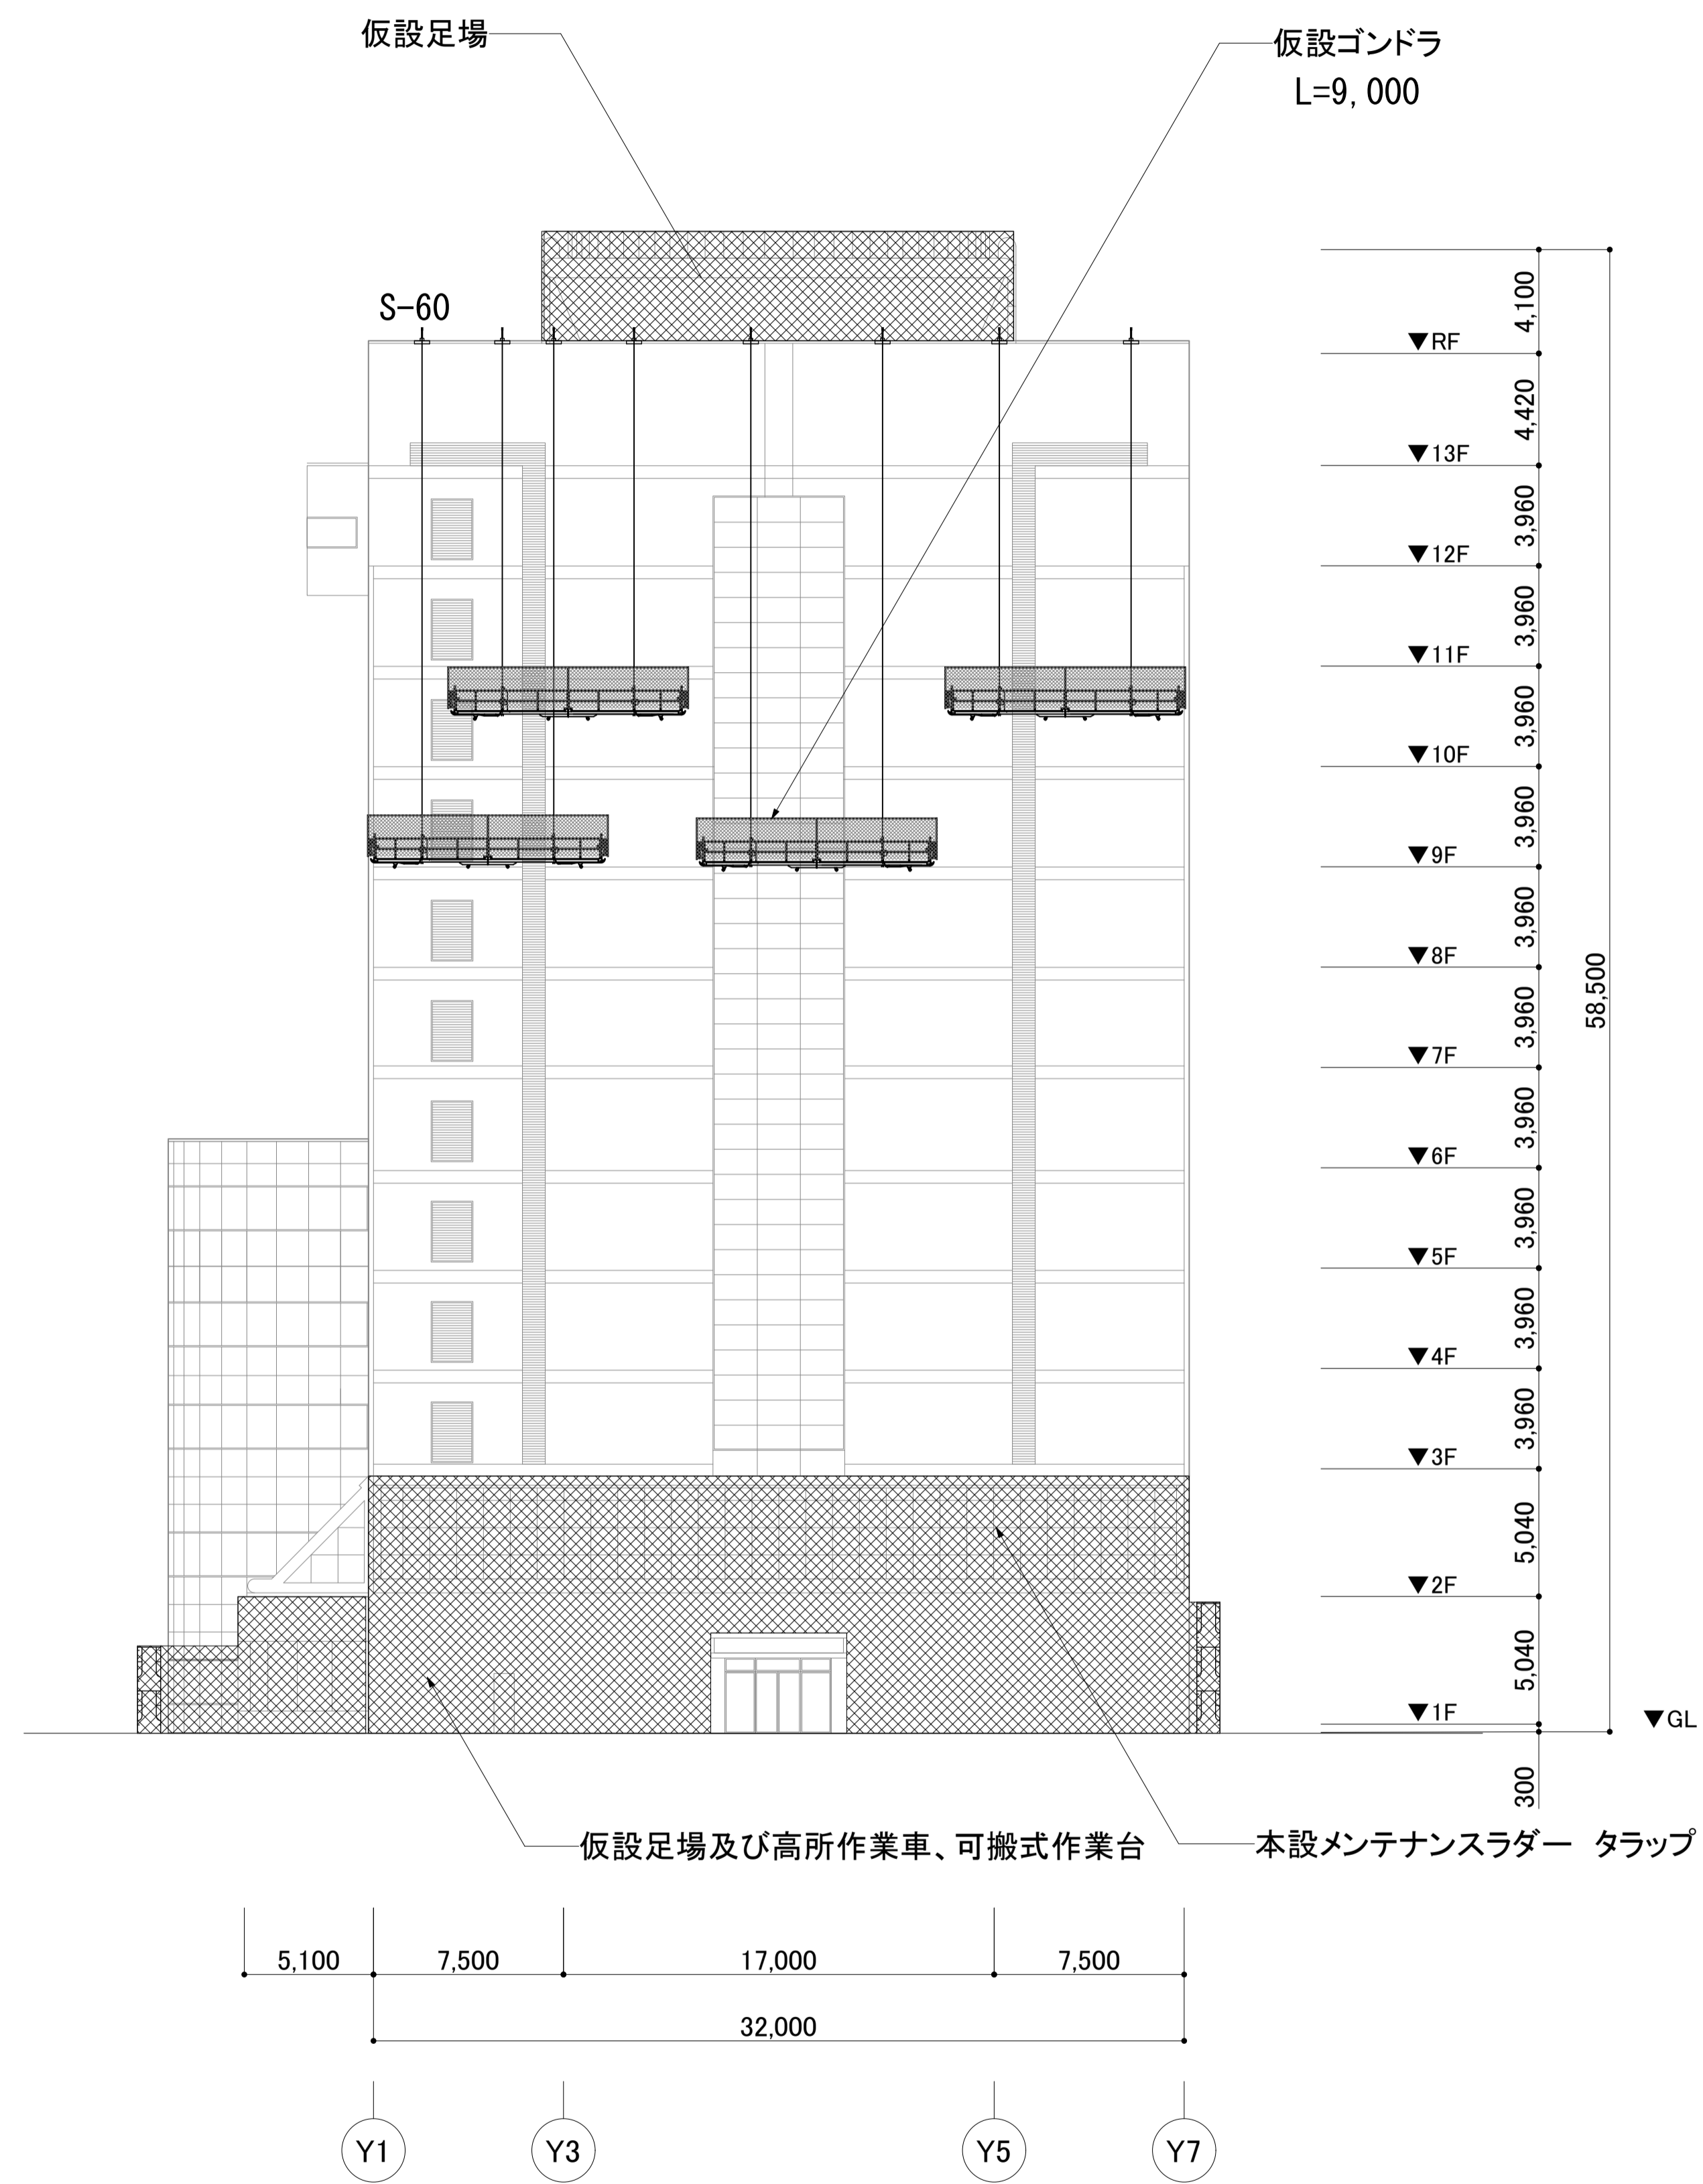 仮設足場
仮設ゴンドラ
L=9,000
S-60
4,100
▼RF
4,420
▼13F
3,960
▼12F
3,960
▼11F
3,960
▼10F
3,960
▼9F
3,960
▼8F
3,960
▼7F
3,960
▼6F
3,960
▼5F
3,960
▼4F
3,960
▼3F
5,040
▼2F
5,040
▼1F
58,500
▼GL
300
仮設足場及び高所作業車、可搬式作業台
本設メンテナンスラダー　タラップ
5,100
7,500
17,000
7,500
32,000
Y1
Y3
Y5
Y7